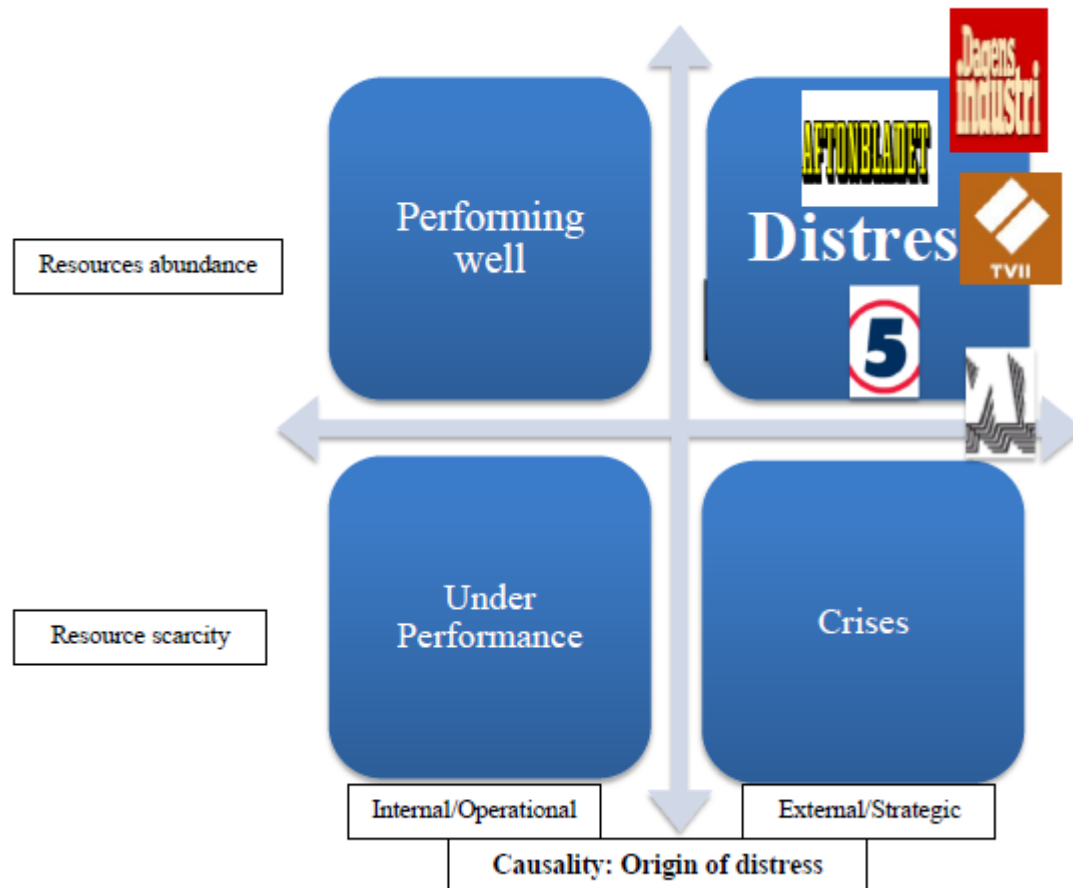 .Dagens
industri
AFTONBLADET
Performing
well
Distres
TVII
Resources abundance
5
Under
Performance
Crises
Resource scarcity
Internal/Operational
External/Strategic
Causality: Origin of distress